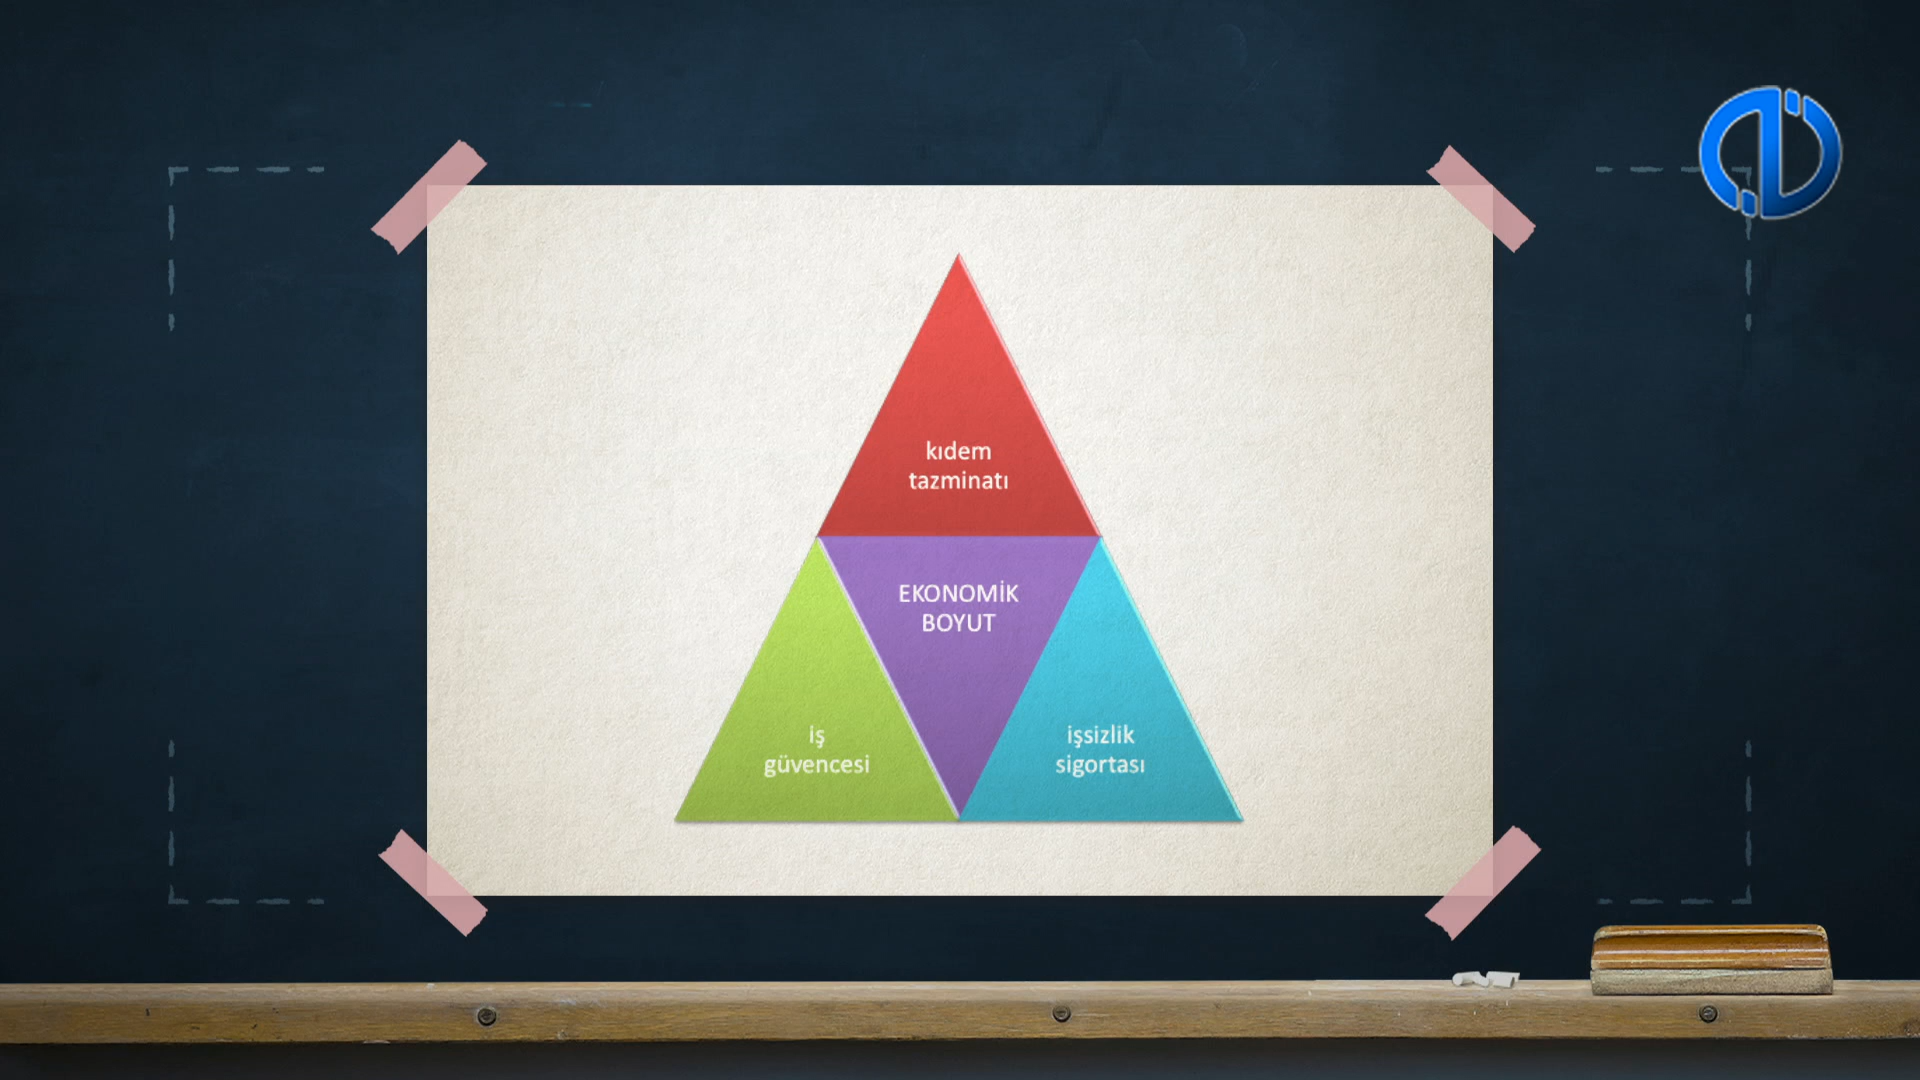 kıdem
tazminatı
EKONOMİK
BOYUT
iş
güvencesi
işsizlik
sigortası